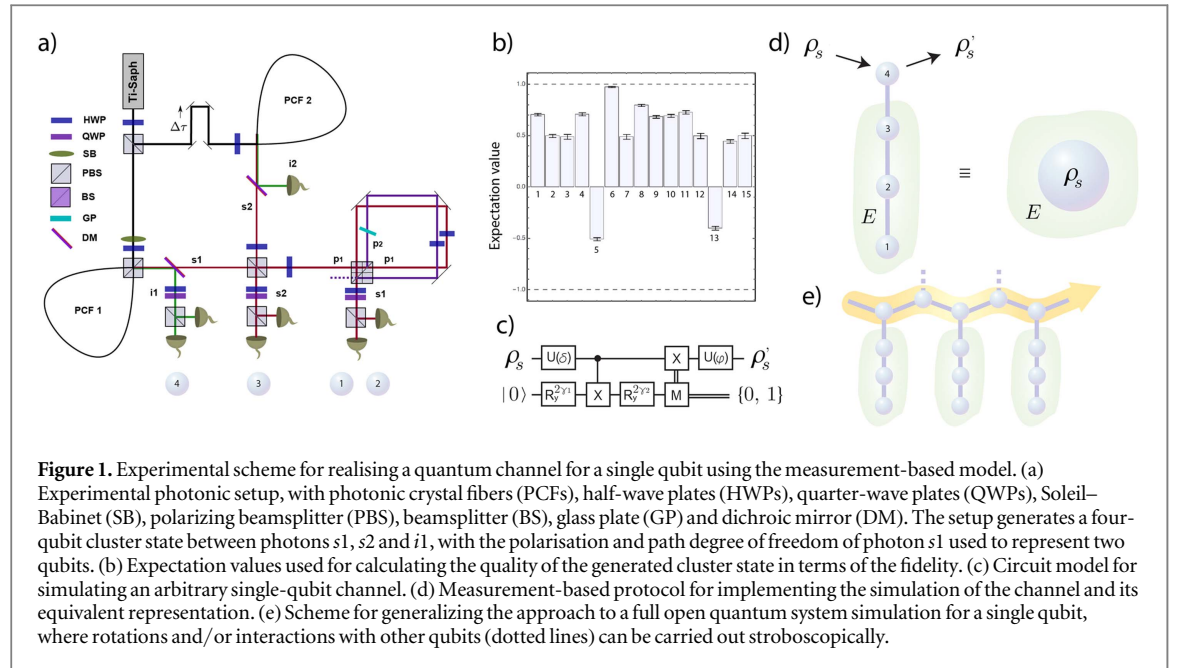 a)
Ti-Saph
PCF 2
Δτ
HWP
QWP
SB
PBS
BS
GP
DM
i2
s2
p2
s1
p1
p1
i1
s2
s1
PCF 1
4
3
1
2
b)
Expectation value
1.0
0.5
0.0
−0.5
−1.0
1 2 3 4 6 7 8 9 10 11 12 14 15
5
13
c)
ρs U(δ) X U(φ) ρs'
|0⟩ Ry^2γ1 X Ry^2γ2 M {0, 1}
d)
ρs ρs'
4
3
2
E
1
≡
ρs
E
e)
Figure 1. Experimental scheme for realising a quantum channel for a single qubit using the measurement-based model. (a)
Experimental photonic setup, with photonic crystal fibers (PCFs), half-wave plates (HWPs), quarter-wave plates (QWPs), Soleil–
Babinet (SB), polarizing beamsplitter (PBS), beamsplitter (BS), glass plate (GP) and dichroic mirror (DM). The setup generates a four-
qubit cluster state between photons s1, s2 and i1, with the polarisation and path degree of freedom of photon s1 used to represent two
qubits. (b) Expectation values used for calculating the quality of the generated cluster state in terms of the fidelity. (c) Circuit model for
simulating an arbitrary single-qubit channel. (d) Measurement-based protocol for implementing the simulation of the channel and its
equivalent representation. (e) Scheme for generalizing the approach to a full open quantum system simulation for a single qubit,
where rotations and/or interactions with other qubits (dotted lines) can be carried out stroboscopically.